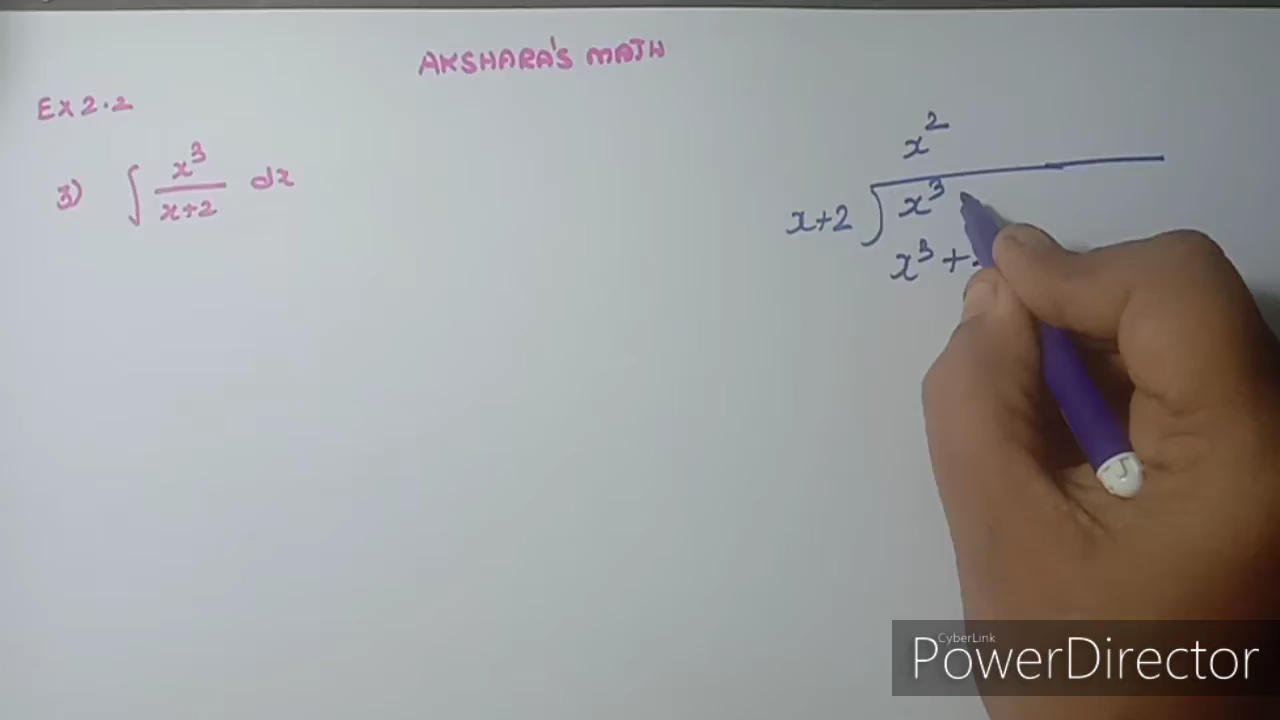 AKSHARA'S MATH
Ex 2.2
3) ∫ x³/(x+2) dx
x²
x+2 ) x³
x³ +
CyberLink
PowerDirector